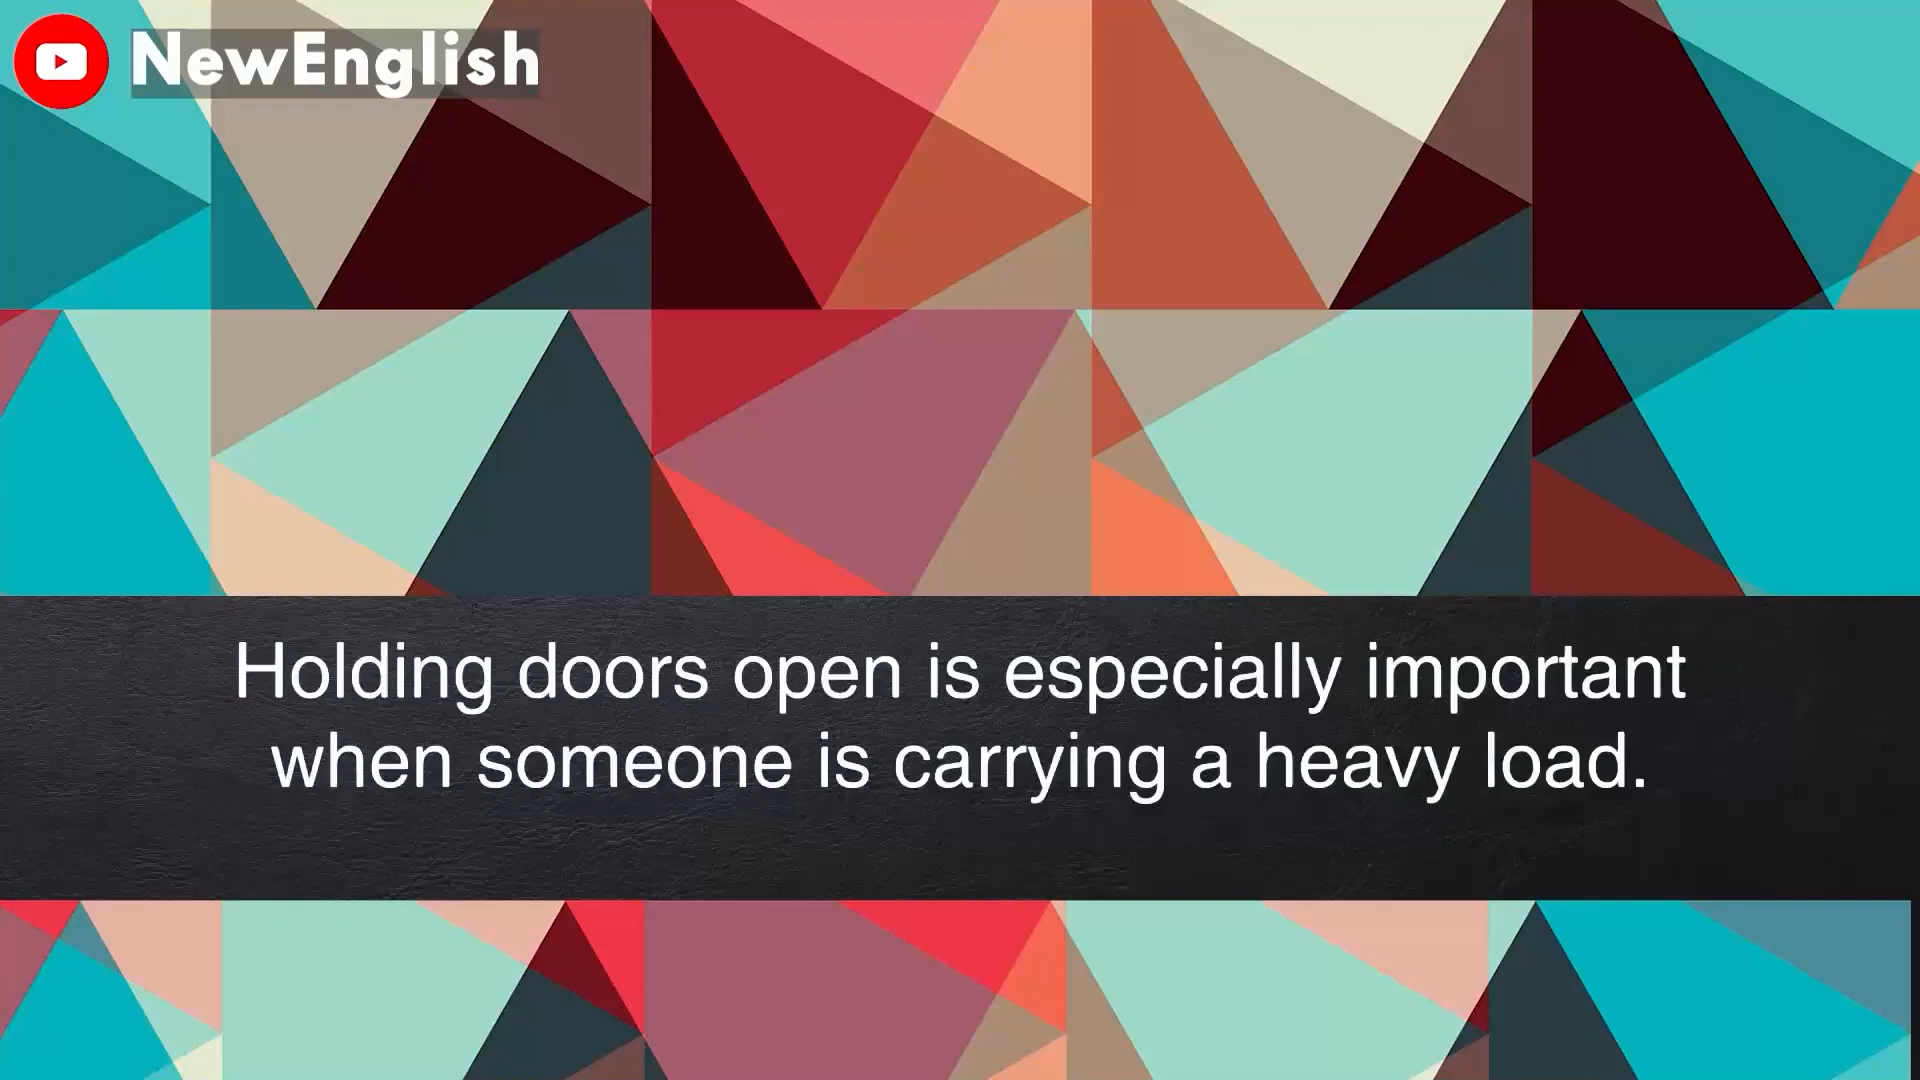 NewEnglish
Holding doors open is especially important
when someone is carrying a heavy load.